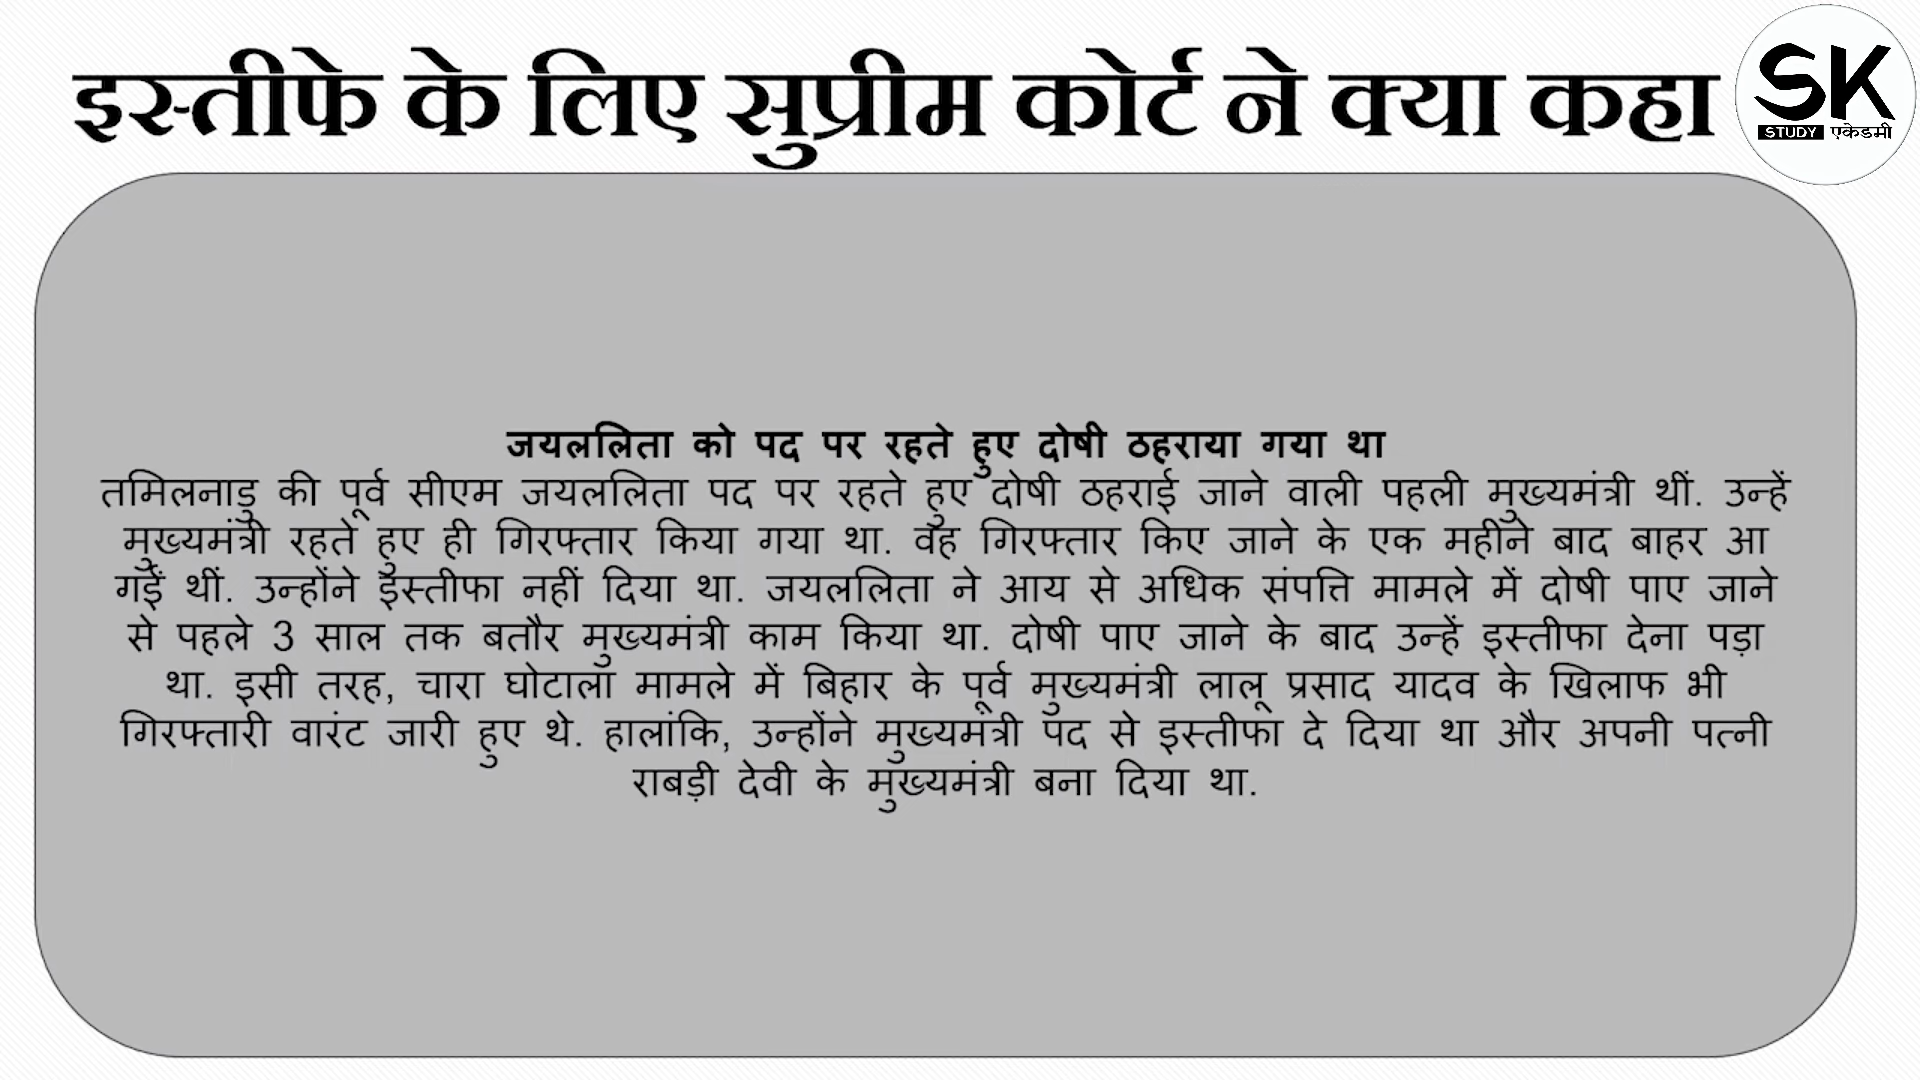 इस्तीफे के लिए सुप्रीम कोर्ट ने क्या कहा
SK
STUDY एकेडमी
जयललिता को पद पर रहते हुए दोषी ठहराया गया था
तमिलनाडु की पूर्व सीएम जयललिता पद पर रहते हुए दोषी ठहराई जाने वाली पहली मुख्यमंत्री थीं. उन्हें
मुख्यमंत्री रहते हुए ही गिरफ्तार किया गया था. वह गिरफ्तार किए जाने के एक महीने बाद बाहर आ
गईं थीं. उन्होंने इस्तीफा नहीं दिया था. जयललिता ने आय से अधिक संपत्ति मामले में दोषी पाए जाने
से पहले 3 साल तक बतौर मुख्यमंत्री काम किया था. दोषी पाए जाने के बाद उन्हें इस्तीफा देना पड़ा
था. इसी तरह, चारा घोटाला मामले में बिहार के पूर्व मुख्यमंत्री लालू प्रसाद यादव के खिलाफ भी
गिरफ्तारी वारंट जारी हुए थे. हालांकि, उन्होंने मुख्यमंत्री पद से इस्तीफा दे दिया था और अपनी पत्नी
राबड़ी देवी के मुख्यमंत्री बना दिया था.